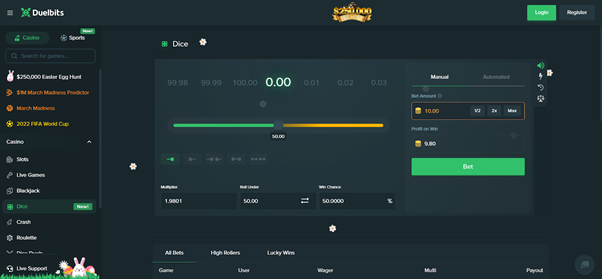 Duelbits
$250,000
Login
Register
Casino
Sports
New!
Search for games...
$250,000 Easter Egg Hunt
$1M March Madness Predictor
March Madness
2022 FIFA World Cup
Casino
Slots
Live Games
Blackjack
Dice
New!
Crash
Roulette
Dice Duels
Live Support
Dice
99.98
99.99
100.00
0.00
0.01
0.02
0.03
50.00
Multiplier
Roll Under
Win Chance
1.9801
50.00
50.0000
%
Manual
Automated
Bet Amount
10.00
1/2
2x
Max
Profit on Win
9.80
Bet
All Bets
High Rollers
Lucky Wins
Game
User
Wager
Multi
Payout